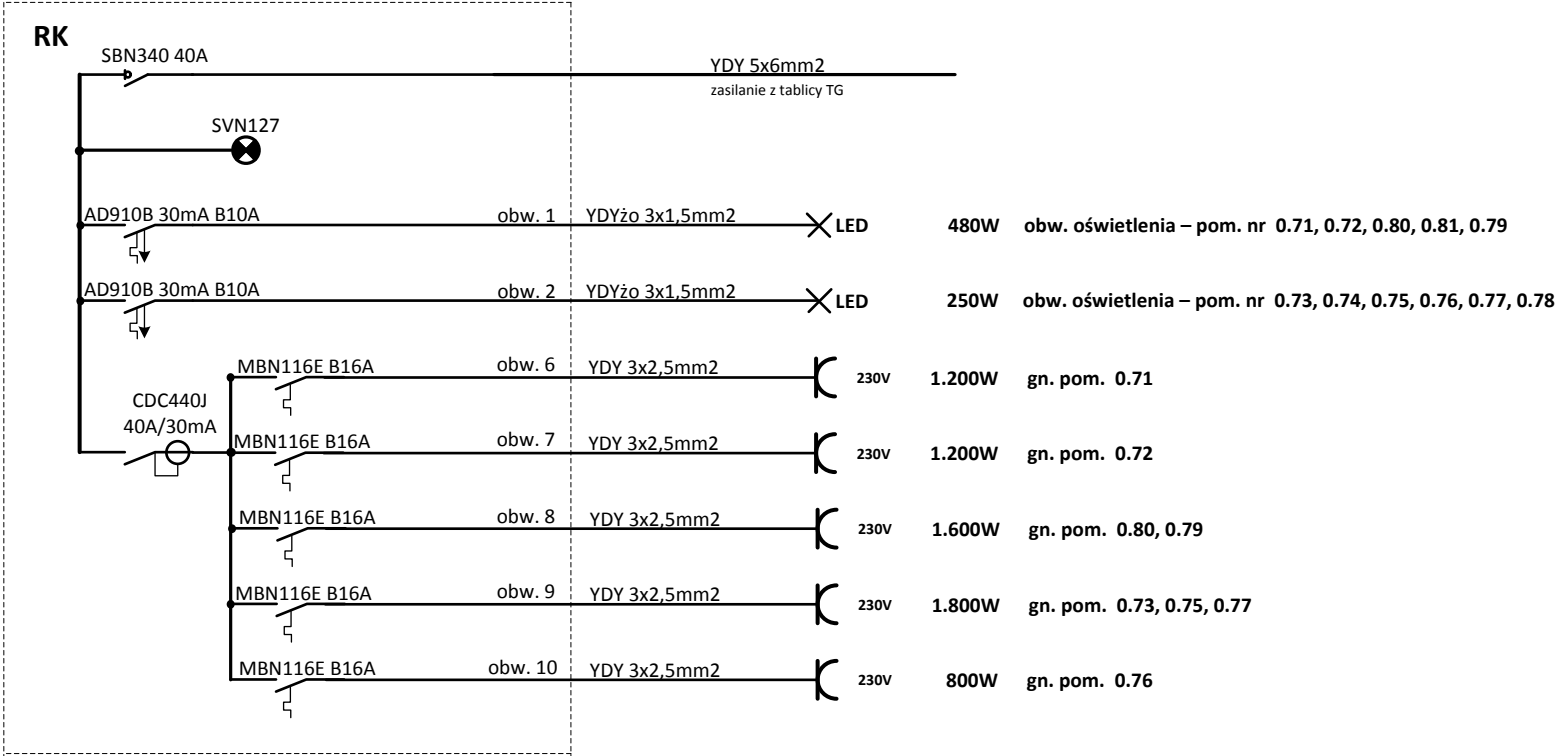 RK
SBN340 40A
YDY 5x6mm2
zasilanie z tablicy TG
SVN127
AD910B 30mA B10A obw. 1 YDYżo 3x1,5mm2 LED 480W obw. oświetlenia – pom. nr 0.71, 0.72, 0.80, 0.81, 0.79
AD910B 30mA B10A obw. 2 YDYżo 3x1,5mm2 LED 250W obw. oświetlenia – pom. nr 0.73, 0.74, 0.75, 0.76, 0.77, 0.78
MBN116E B16A obw. 6 YDY 3x2,5mm2 230V 1.200W gn. pom. 0.71
CDC440J
40A/30mA
MBN116E B16A obw. 7 YDY 3x2,5mm2 230V 1.200W gn. pom. 0.72
MBN116E B16A obw. 8 YDY 3x2,5mm2 230V 1.600W gn. pom. 0.80, 0.79
MBN116E B16A obw. 9 YDY 3x2,5mm2 230V 1.800W gn. pom. 0.73, 0.75, 0.77
MBN116E B16A obw. 10 YDY 3x2,5mm2 230V 800W gn. pom. 0.76